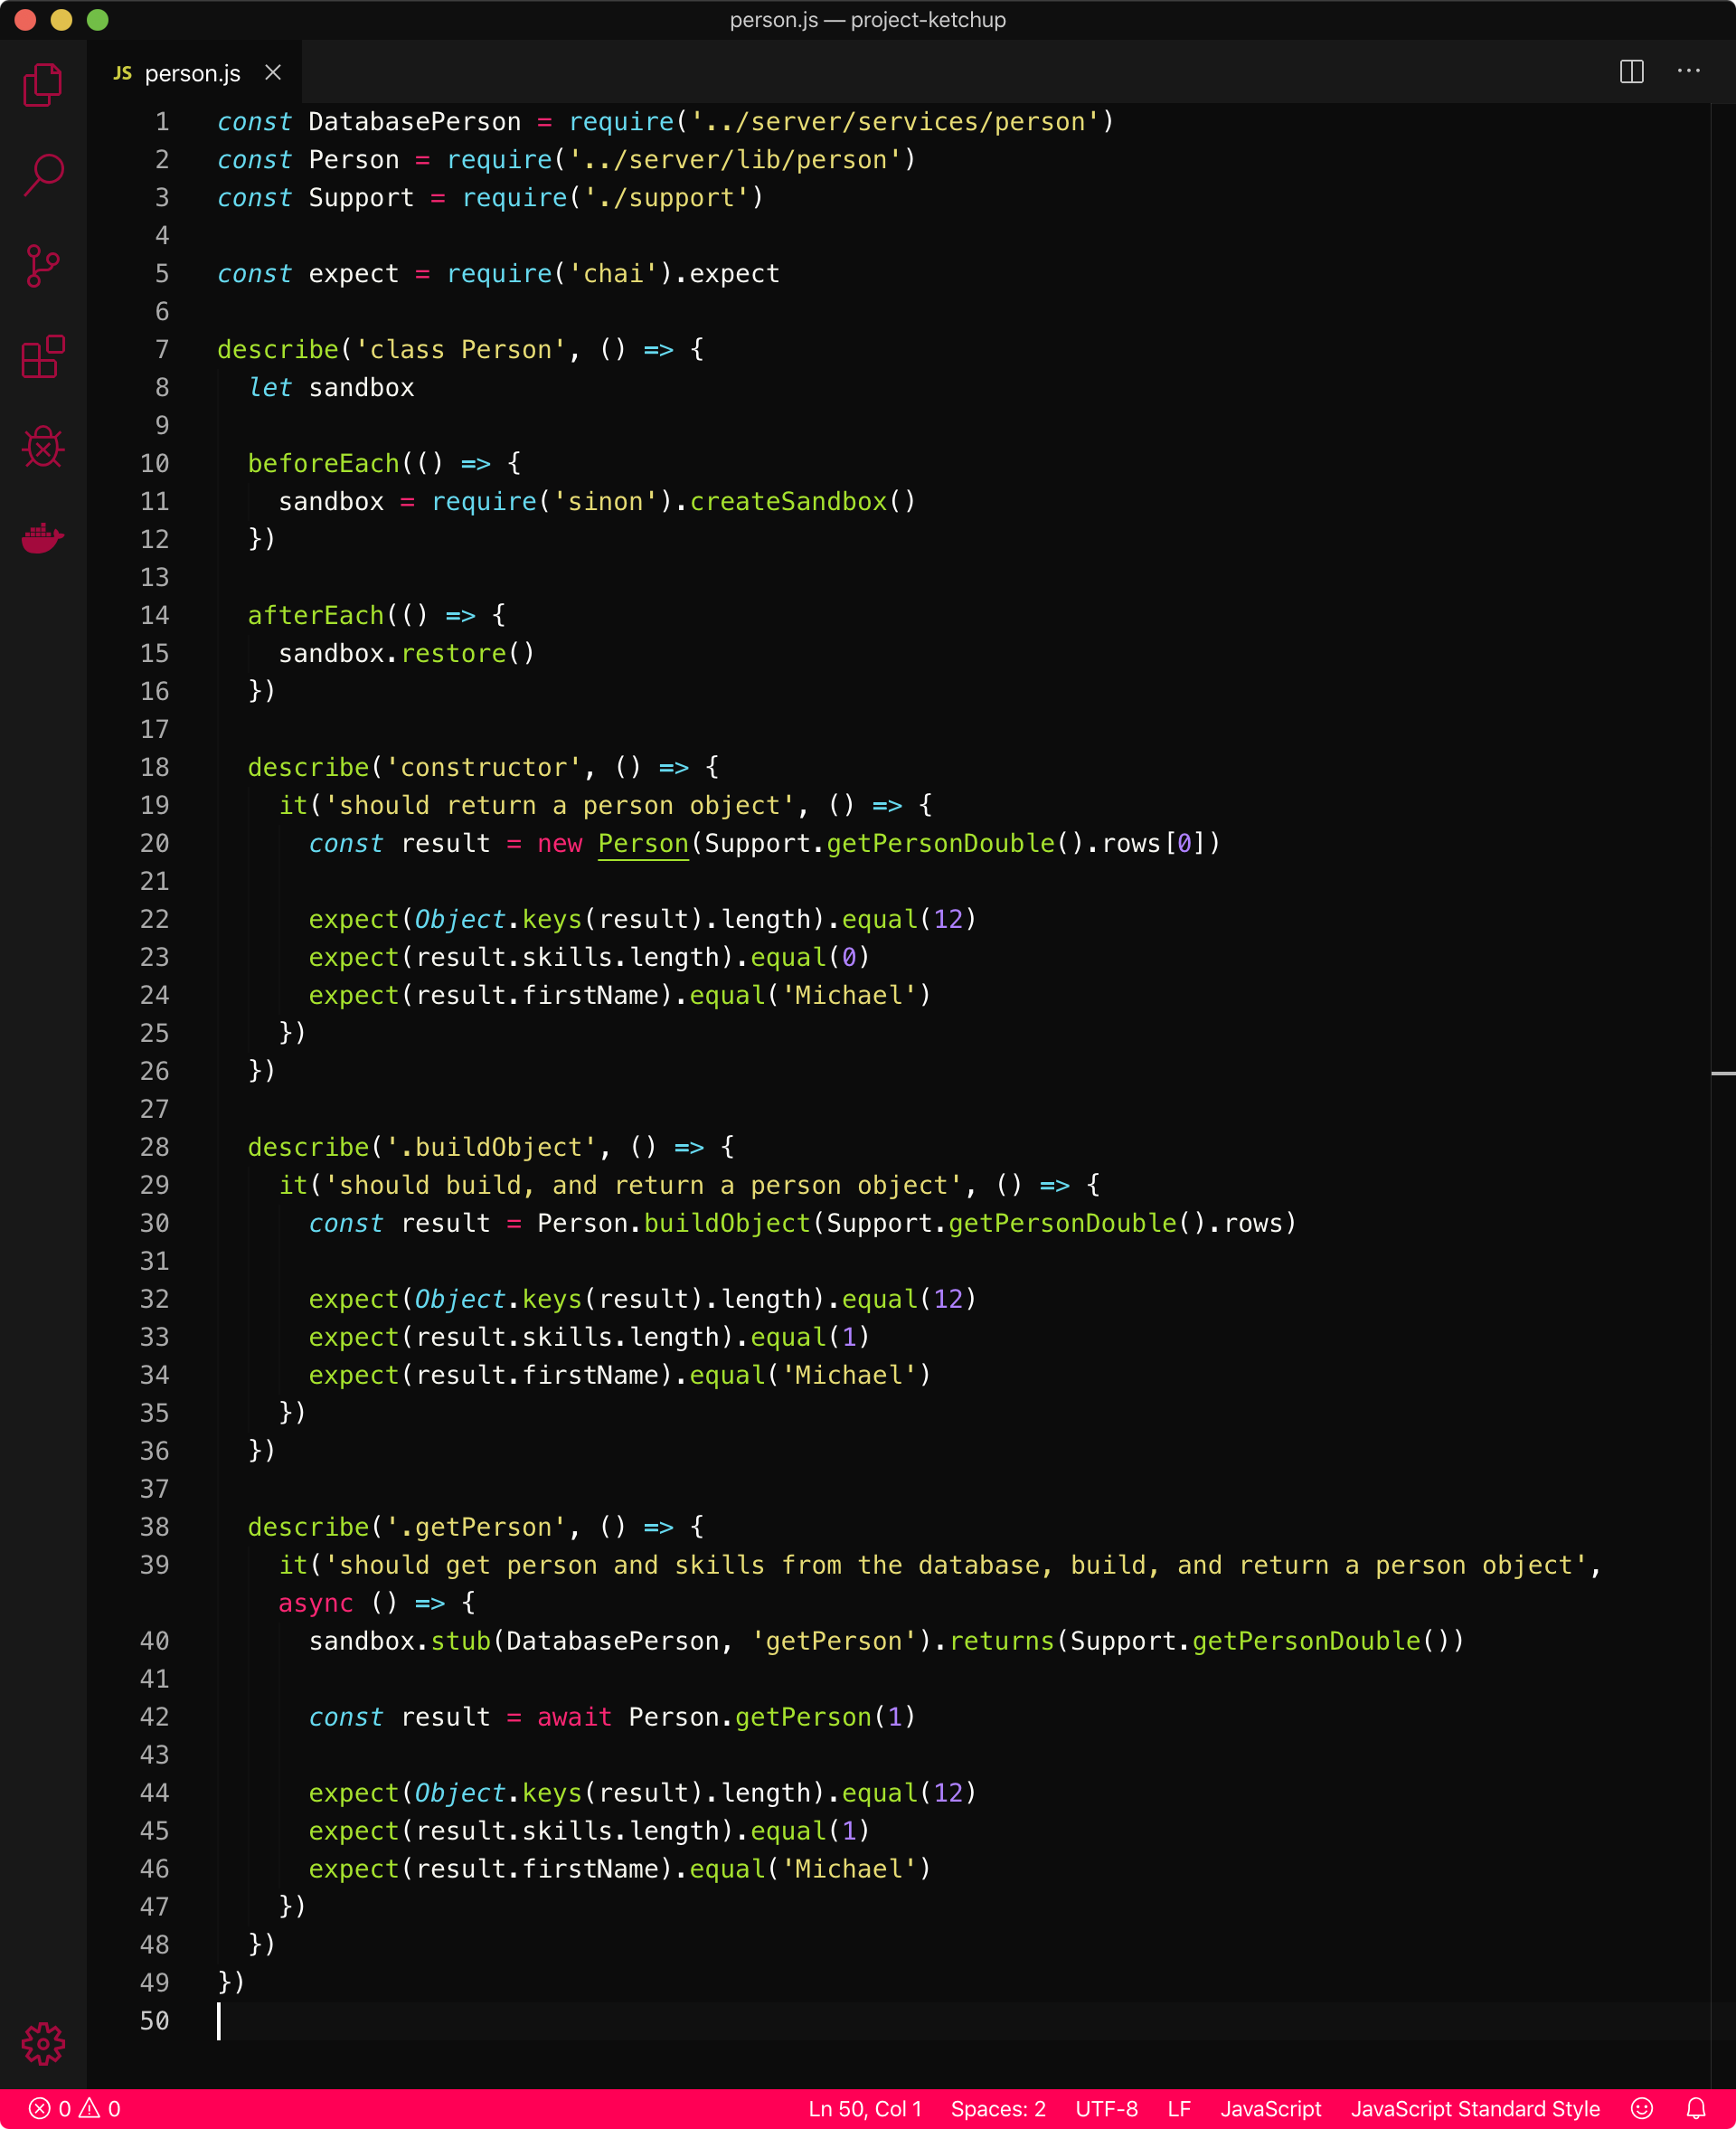 person.js — project-ketchup
JS person.js
1 const DatabasePerson = require('../server/services/person')
2 const Person = require('../server/lib/person')
3 const Support = require('./support')
4
5 const expect = require('chai').expect
6
7 describe('class Person', () => {
8 let sandbox
9
10 beforeEach(() => {
11 sandbox = require('sinon').createSandbox()
12 })
13
14 afterEach(() => {
15 sandbox.restore()
16 })
17
18 describe('constructor', () => {
19 it('should return a person object', () => {
20 const result = new Person(Support.getPersonDouble().rows[0])
21
22 expect(Object.keys(result).length).equal(12)
23 expect(result.skills.length).equal(0)
24 expect(result.firstName).equal('Michael')
25 })
26 })
27
28 describe('.buildObject', () => {
29 it('should build, and return a person object', () => {
30 const result = Person.buildObject(Support.getPersonDouble().rows)
31
32 expect(Object.keys(result).length).equal(12)
33 expect(result.skills.length).equal(1)
34 expect(result.firstName).equal('Michael')
35 })
36 })
37
38 describe('.getPerson', () => {
39 it('should get person and skills from the database, build, and return a person object',
async () => {
40 sandbox.stub(DatabasePerson, 'getPerson').returns(Support.getPersonDouble())
41
42 const result = await Person.getPerson(1)
43
44 expect(Object.keys(result).length).equal(12)
45 expect(result.skills.length).equal(1)
46 expect(result.firstName).equal('Michael')
47 })
48 })
49 })
50
0 0 Ln 50, Col 1 Spaces: 2 UTF-8 LF JavaScript JavaScript Standard Style